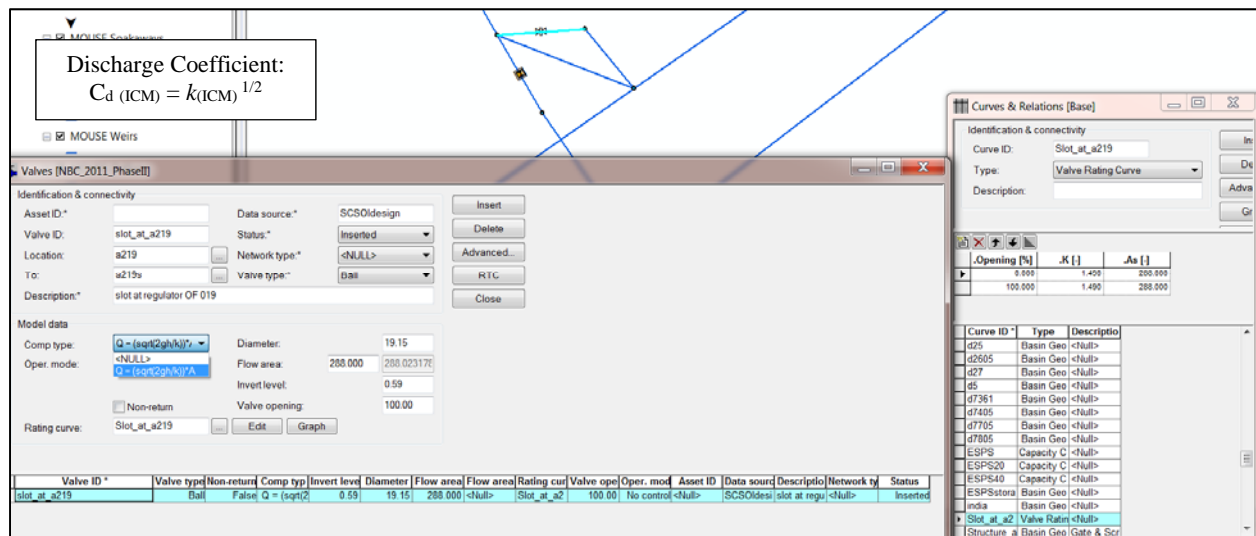 MOUSE Soakaways
Discharge Coefficient:
Cd (ICM) = k(ICM) 1/2
MOUSE Weirs
Valves [NBC_2011_PhaseII]
Identification & connectivity
Asset ID:* Data source:* SCSOIdesign Insert
Valve ID: slot_at_a219 Status:* Inserted Delete
Location: a219 ... Network type:* <NULL> Advanced...
To: ... Valve type:* Ball RTC
Description:* slot at regulator OF 019 Close
Model data
Comp type: Q = (sqrt(2gh/k))*A Diameter: 19.15
<NULL>
Q = (sqrt(2gh/k))*A
Oper. mode: Flow area: 288.000 288.023178
Invert level: 0.59
Non-return Valve opening: 100.00
Rating curve: Slot_at_a219 ... Edit Graph
Valve ID * Valve type Non-return Comp typ Invert leve Diameter Flow area Flow area Rating cur Valve ope Oper. mod Asset ID Data sourc Descriptio Network ty Status
slot_at_a219 Ball False Q = (sqrt(2 0.59 19.15 288.000 <Null> Slot_at_a2 100.00 No control <Null> SCSOIdesi slot at regu <Null> Inserted
Curves & Relations [Base]
Identification & connectivity
Curve ID: Slot_at_a219 In
Type: Valve Rating Curve De
Description: Adva
Gr
.Opening [%] .K [-] .As [-]
0.000 1.490 288.000
100.000 1.490 288.000
Curve ID * Type Descriptio
d25 Basin Geo <Null>
d2605 Basin Geo <Null>
d27 Basin Geo <Null>
d5 Basin Geo <Null>
d7361 Basin Geo <Null>
d7405 Basin Geo <Null>
d7705 Basin Geo <Null>
d7805 Basin Geo <Null>
ESPS Capacity C <Null>
ESPS20 Capacity C <Null>
ESPS40 Capacity C <Null>
ESPSstora Basin Geo <Null>
india Basin Geo <Null>
Slot_at_a2 Valve Ratin <Null>
Structure_a Basin Geo Gate & Scr